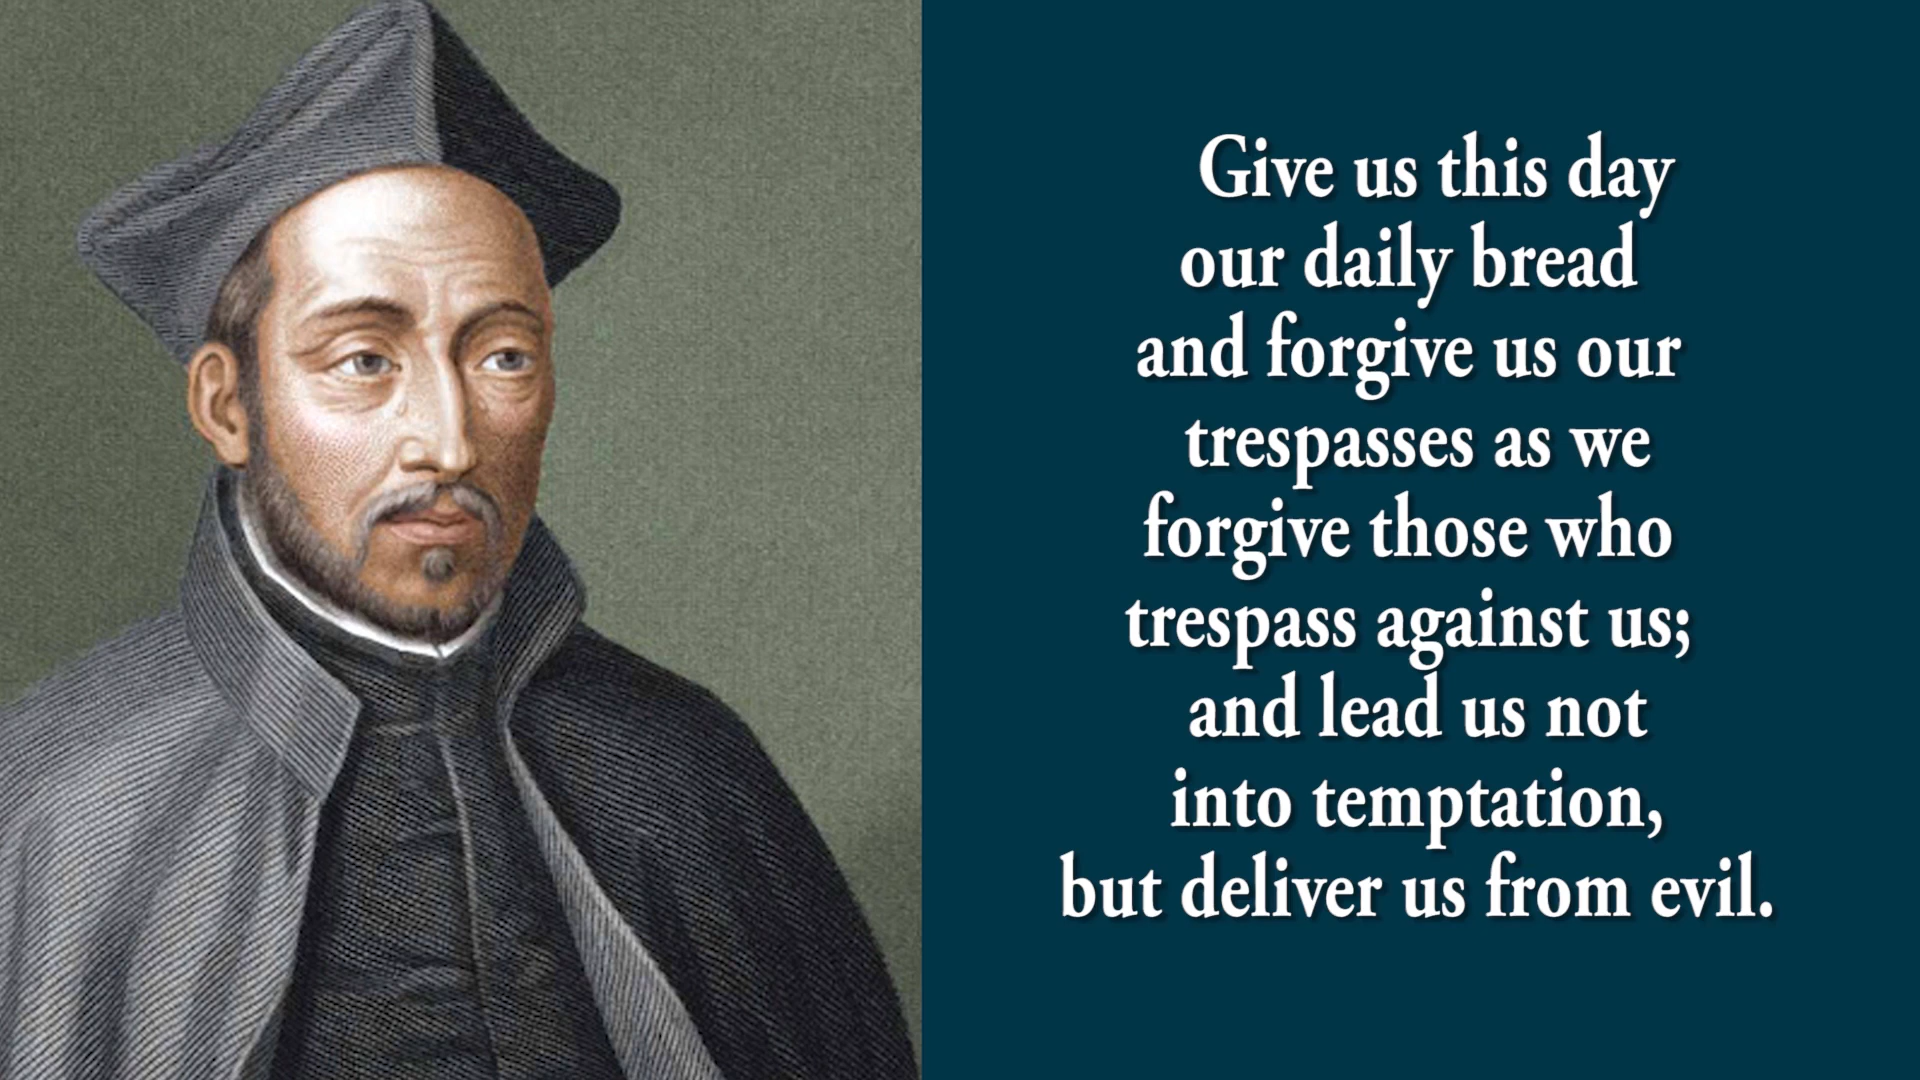 Give us this day
our daily bread
and forgive us our
trespasses as we
forgive those who
trespass against us;
and lead us not
into temptation,
but deliver us from evil.